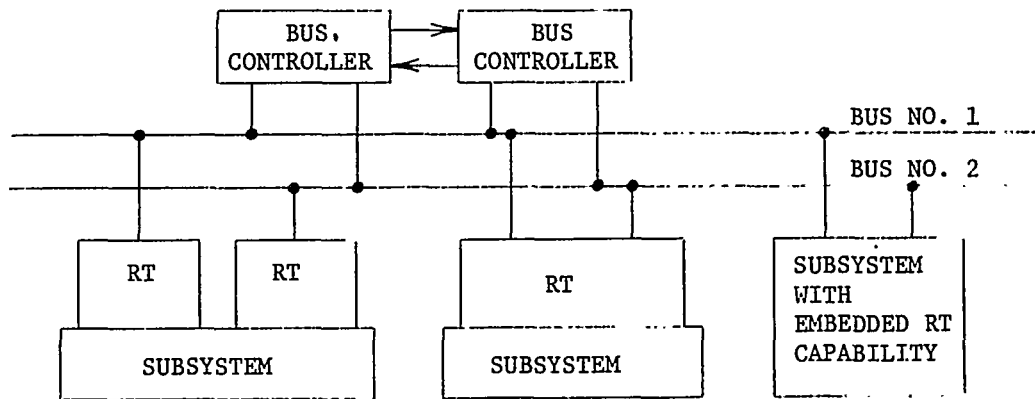 BUS.
CONTROLLER
BUS
CONTROLLER
BUS NO. 1
BUS NO. 2
RT
RT
SUBSYSTEM
RT
SUBSYSTEM
SUBSYSTEM
WITH
EMBEDDED RT
CAPABILITY